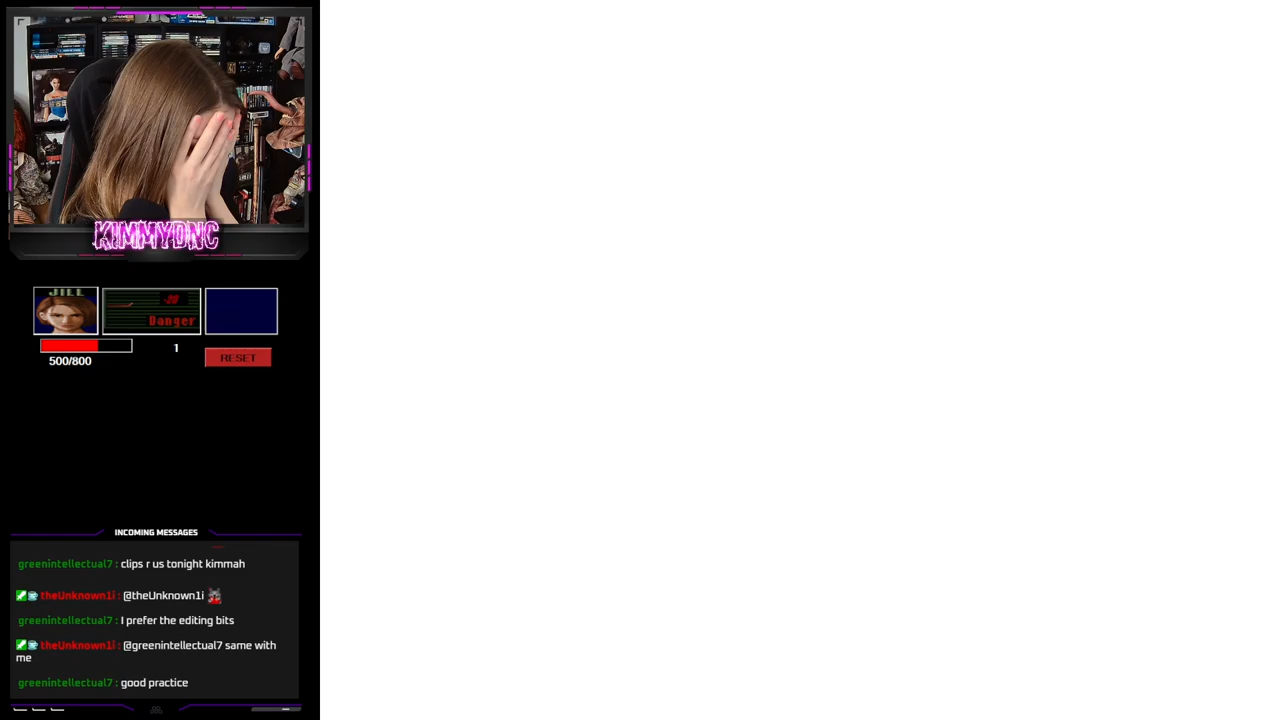 KIMMYDNC
JILL
Danger
1
500/800
RESET
INCOMING MESSAGES
greenintellectual7 : clips r us tonight kimmah
theUnknown1i : @theUnknown1i
greenintellectual7 : I prefer the editing bits
theUnknown1i : @greenintellectual7 same with
me
greenintellectual7 : good practice